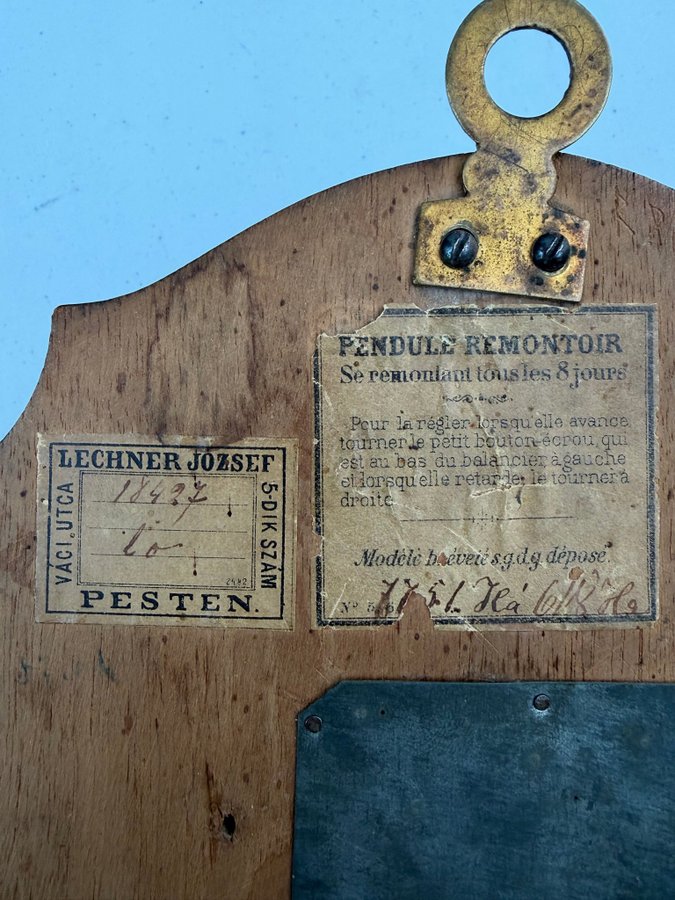 LECHNER JÓZSEF
VÁCI UTCA
5-DIK SZÁM
18427
PESTEN.
PENDULE REMONTOIR
Se remontant tous les 8 jours
Pour la régler lorsqu'elle avance
tourner le petit bouton-écrou, qui
est au bas du balancier, à gauche
et lorsqu'elle retarde, le tourner à
droite.
Modèle breveté s.g.d.g déposé.
Nº